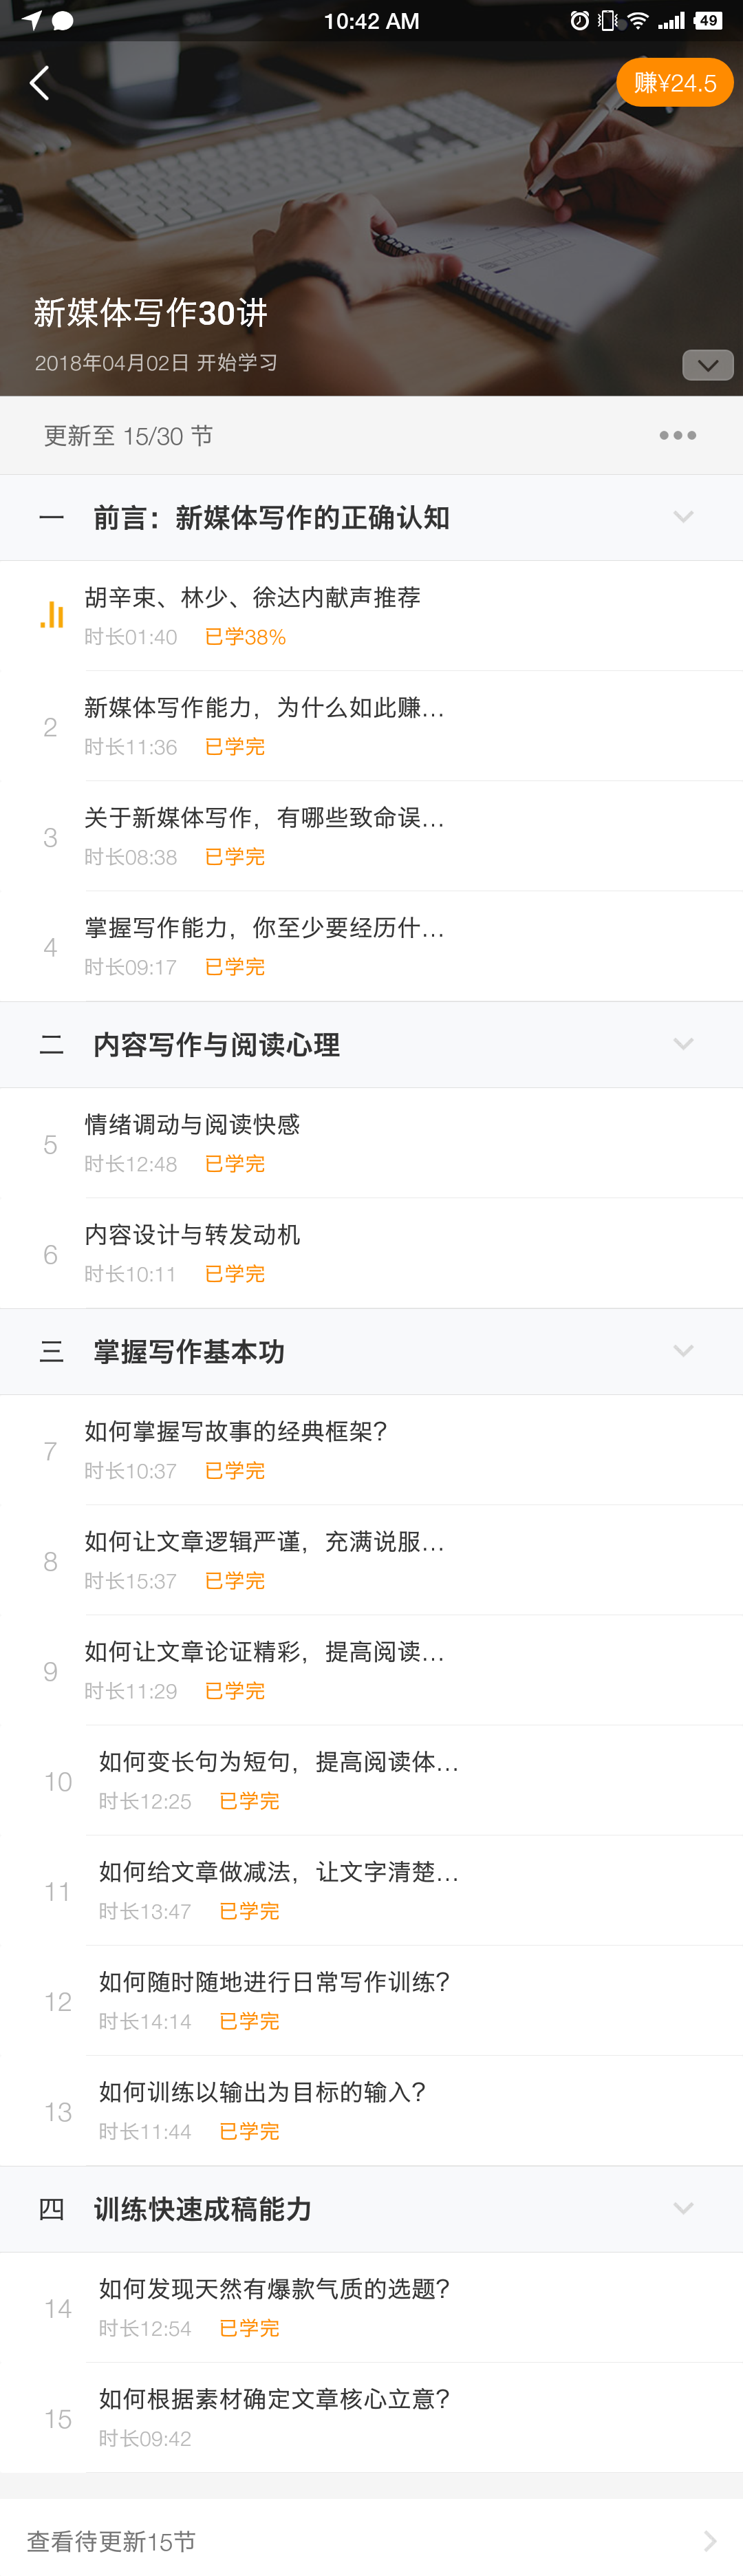 10:42 AM
49
赚¥24.5
新媒体写作30讲
2018年04月02日 开始学习
更新至 15/30 节
一 前言：新媒体写作的正确认知
胡辛束、林少、徐达内献声推荐
时长01:40 已学38%
2 新媒体写作能力，为什么如此赚...
时长11:36 已学完
3 关于新媒体写作，有哪些致命误...
时长08:38 已学完
4 掌握写作能力，你至少要经历什...
时长09:17 已学完
二 内容写作与阅读心理
5 情绪调动与阅读快感
时长12:48 已学完
6 内容设计与转发动机
时长10:11 已学完
三 掌握写作基本功
7 如何掌握写故事的经典框架？
时长10:37 已学完
8 如何让文章逻辑严谨，充满说服...
时长15:37 已学完
9 如何让文章论证精彩，提高阅读...
时长11:29 已学完
10 如何变长句为短句，提高阅读体...
时长12:25 已学完
11 如何给文章做减法，让文字清楚...
时长13:47 已学完
12 如何随时随地进行日常写作训练？
时长14:14 已学完
13 如何训练以输出为目标的输入？
时长11:44 已学完
四 训练快速成稿能力
14 如何发现天然有爆款气质的选题？
时长12:54 已学完
15 如何根据素材确定文章核心立意？
时长09:42
查看待更新15节